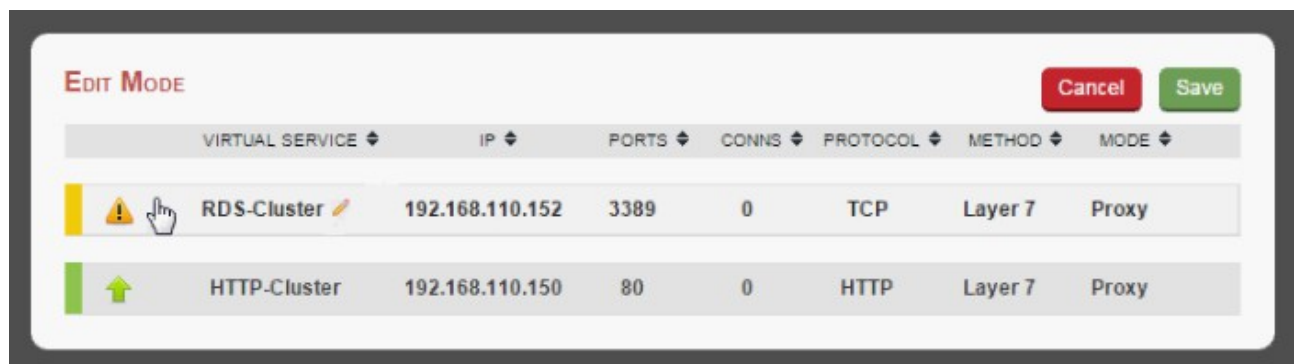 Edit Mode
Cancel Save
VIRTUAL SERVICE IP PORTS CONNS PROTOCOL METHOD MODE
RDS-Cluster 192.168.110.152 3389 0 TCP Layer 7 Proxy
HTTP-Cluster 192.168.110.150 80 0 HTTP Layer 7 Proxy